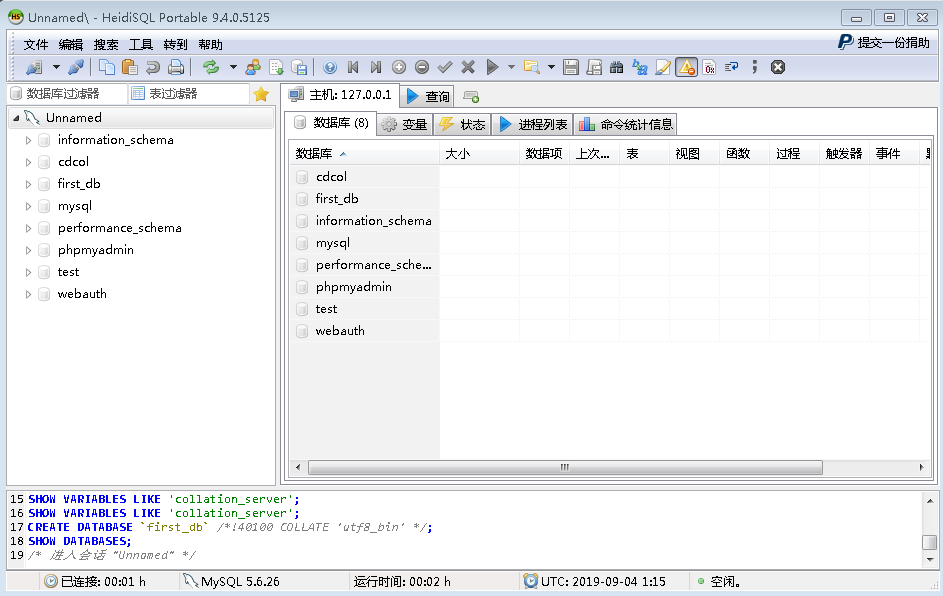 Unnamed\ - HeidiSQL Portable 9.4.0.5125
文件 编辑 搜索 工具 转到 帮助
提交一份捐助
数据库过滤器 表过滤器
主机: 127.0.0.1 查询
Unnamed
information_schema
cdcol
first_db
mysql
performance_schema
phpmyadmin
test
webauth
数据库 (8) 变量 状态 进程列表 命令统计信息
数据库 大小 数据项 上次... 表 视图 函数 过程 触发器 事件
cdcol
first_db
information_schema
mysql
performance_sche...
phpmyadmin
test
webauth
15 SHOW VARIABLES LIKE 'collation_server';
16 SHOW VARIABLES LIKE 'collation_server';
17 CREATE DATABASE `first_db` /*!40100 COLLATE 'utf8_bin' */;
18 SHOW DATABASES;
19 /* 进入会话 "Unnamed" */
已连接: 00:01 h MySQL 5.6.26 运行时间: 00:02 h UTC: 2019-09-04 1:15 空闲。